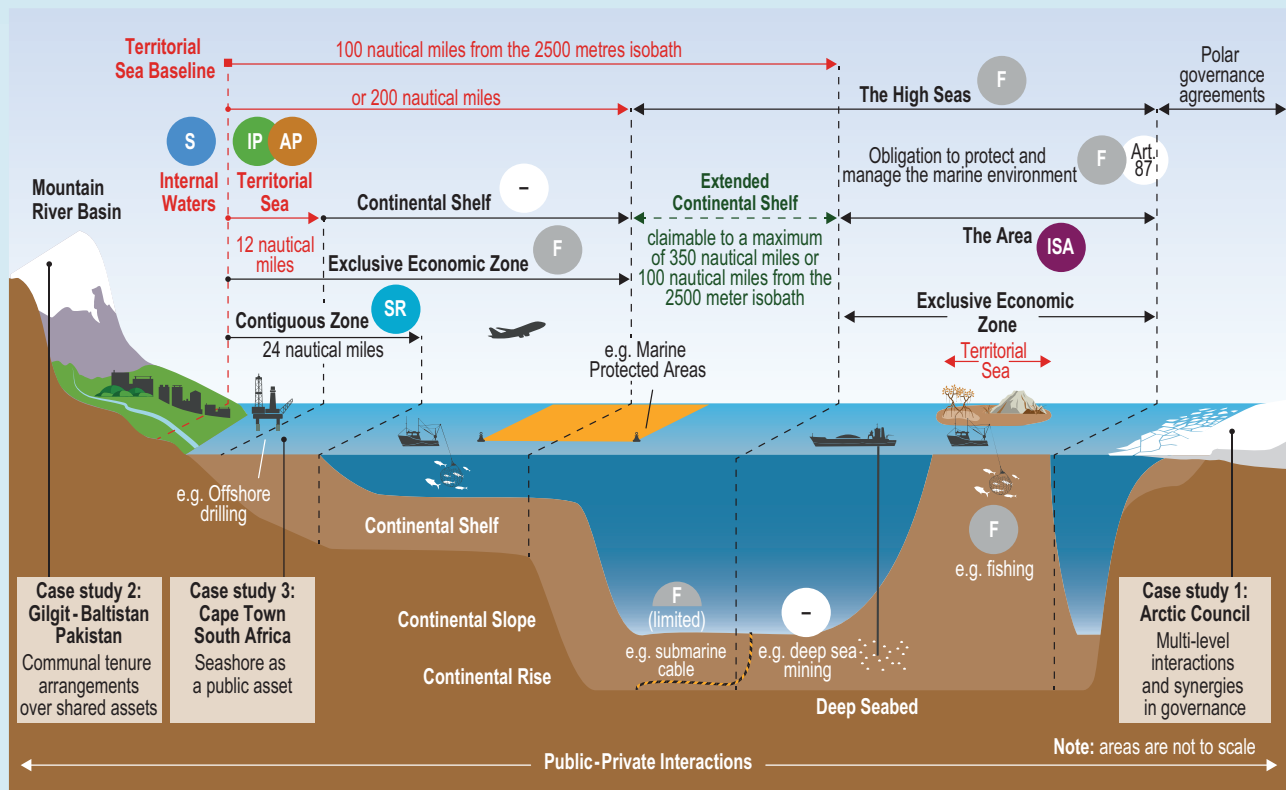 Territorial
Sea Baseline
100 nautical miles from the 2500 metres isobath
or 200 nautical miles
The High Seas
F
Polar
governance
agreements
S
Internal
Waters
IP
AP
Territorial
Sea
12 nautical
miles
Mountain
River Basin
Continental Shelf
–
Exclusive Economic Zone
F
Contiguous Zone
SR
24 nautical miles
Extended
Continental Shelf
claimable to a maximum
of 350 nautical miles or
100 nautical miles from the
2500 meter isobath
Obligation to protect and
manage the marine environment
F
Art.
87
The Area
ISA
Exclusive Economic
Zone
Territorial
Sea
e.g. Marine
Protected Areas
e.g. Offshore
drilling
Continental Shelf
Continental Slope
Continental Rise
F
(limited)
e.g. submarine
cable
–
e.g. deep sea
mining
Deep Seabed
F
e.g. fishing
Case study 2:
Gilgit-Baltistan
Pakistan
Communal tenure
arrangements
over shared assets
Case study 3:
Cape Town
South Africa
Seashore as
a public asset
Case study 1:
Arctic Council
Multi-level
interactions
and synergies
in governance
Note: areas are not to scale
Public-Private Interactions